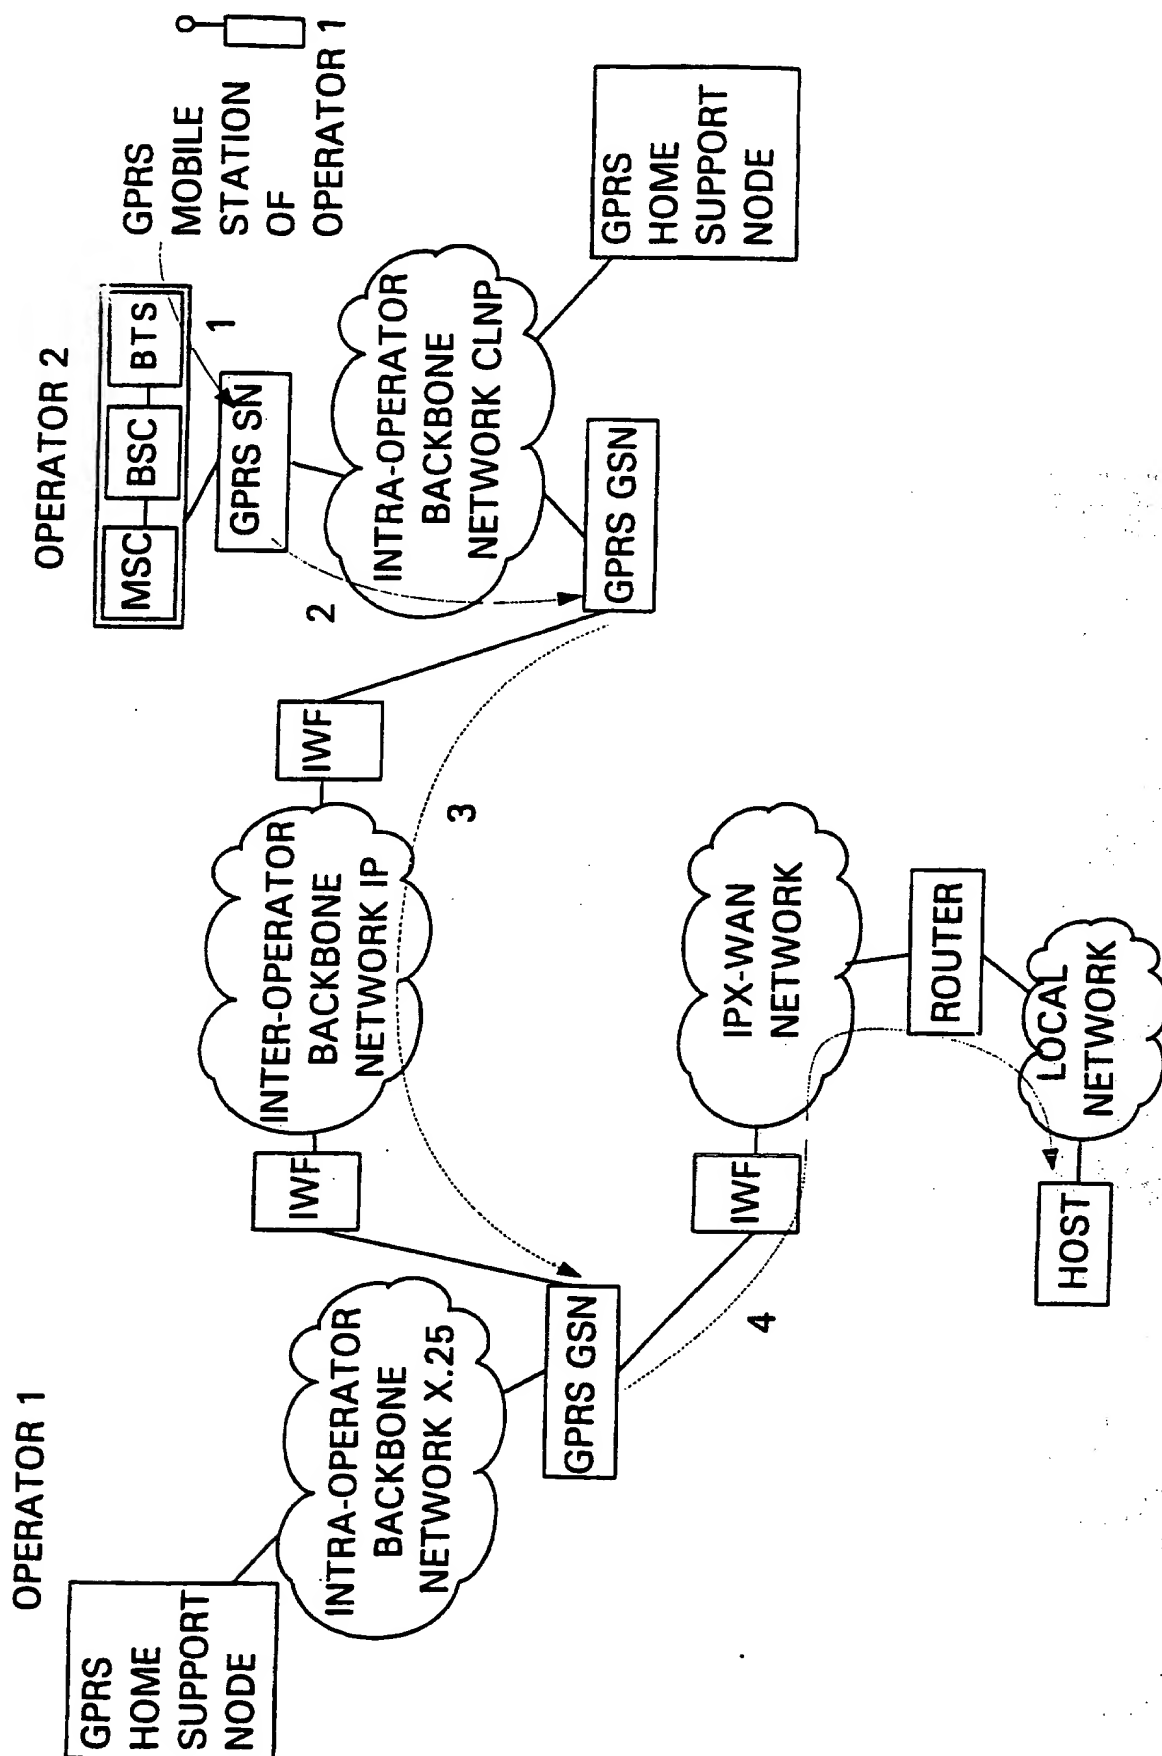 OPERATOR 1
GPRS
HOME
SUPPORT
NODE
INTRA-OPERATOR
BACKBONE
NETWORK X.25
GPRS GSN
IWF
INTER-OPERATOR
BACKBONE
NETWORK IP
IWF
3
OPERATOR 2
MSC
BSC
BTS
1
GPRS SN
2
INTRA-OPERATOR
BACKBONE
NETWORK CLNP
GPRS GSN
GPRS
MOBILE
STATION
OF
OPERATOR 1
GPRS
HOME
SUPPORT
NODE
4
IWF
IPX-WAN
NETWORK
ROUTER
HOST
LOCAL
NETWORK